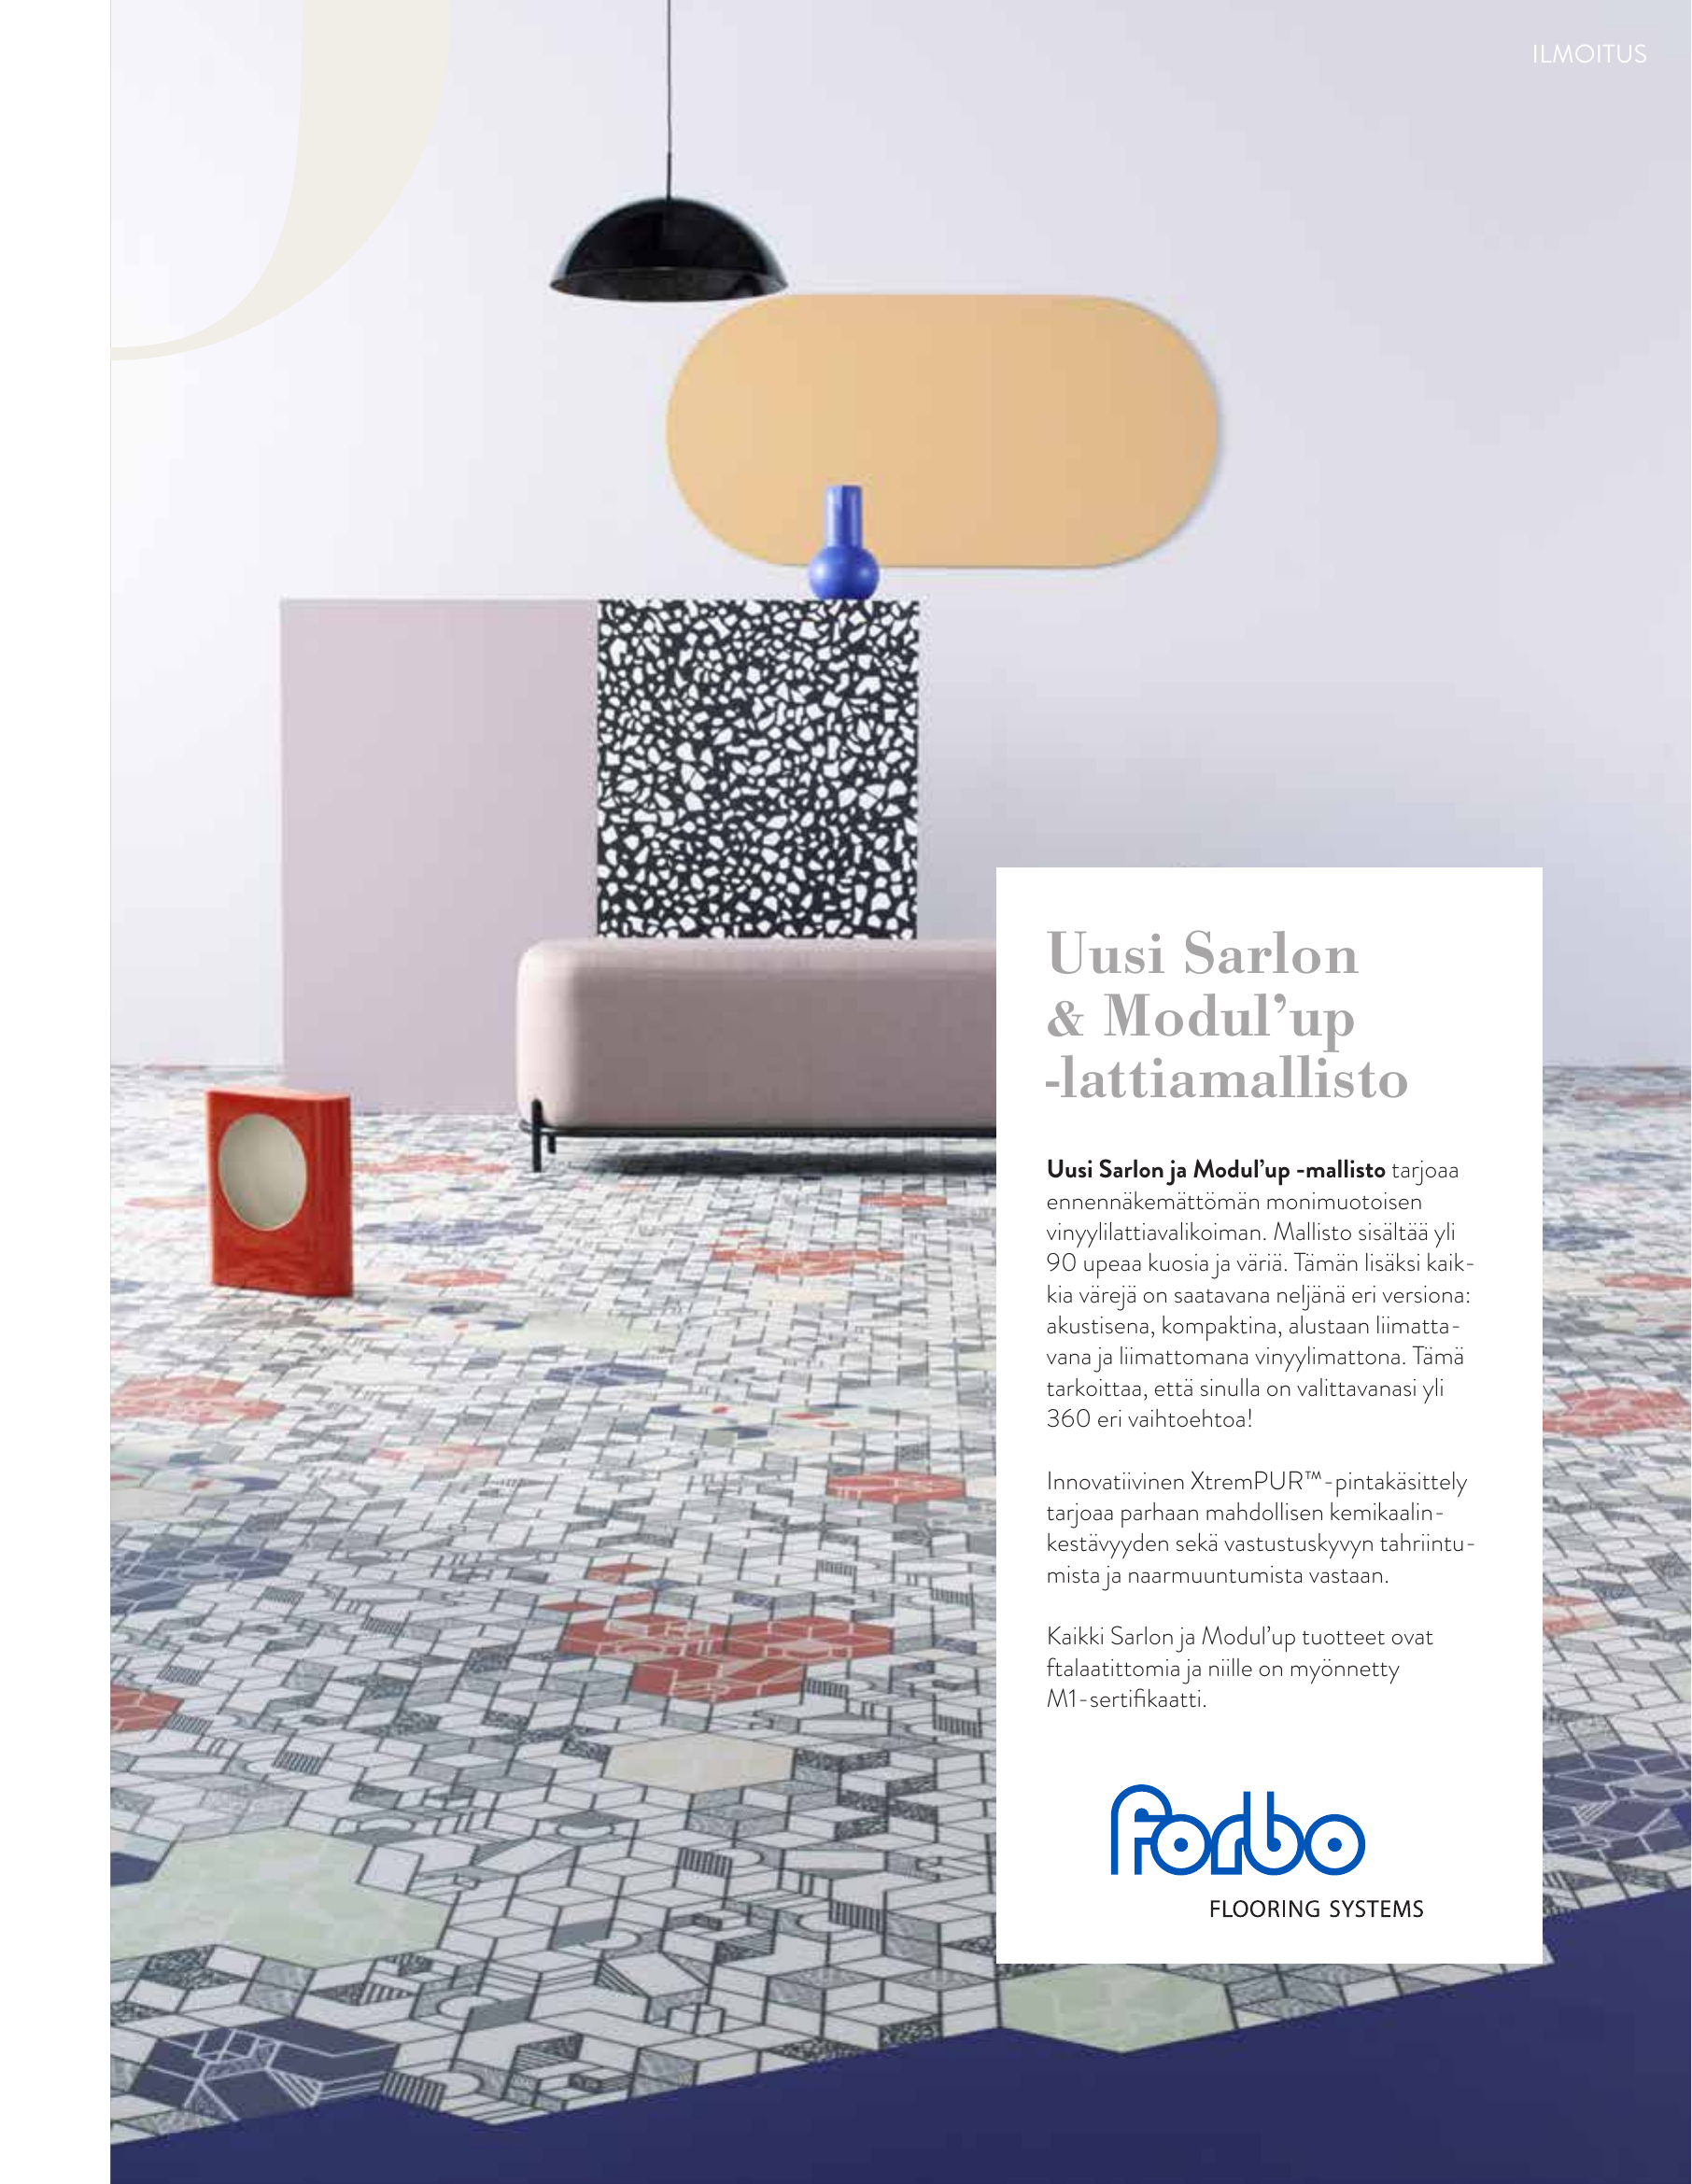 ILMOITUS
Uusi Sarlon
& Modul’up
-lattiamallisto
Uusi Sarlon ja Modul’up -mallisto tarjoaa
ennennäkemättömän monimuotoisen
vinyylilattiavalikoiman. Mallisto sisältää yli
90 upeaa kuosia ja väriä. Tämän lisäksi kaik-
kia värejä on saatavana neljänä eri versiona:
akustisena, kompaktina, alustaan liimatta-
vana ja liimattomana vinyylimattona. Tämä
tarkoittaa, että sinulla on valittavanasi yli
360 eri vaihtoehtoa!
Innovatiivinen XtremPUR™-pintakäsittely
tarjoaa parhaan mahdollisen kemikaalin-
kestävyyden sekä vastustuskyvyn tahriintu-
mista ja naarmuuntumista vastaan.
Kaikki Sarlon ja Modul’up tuotteet ovat
ftalaatittomia ja niille on myönnetty
M1-sertifikaatti.
forbo
FLOORING SYSTEMS